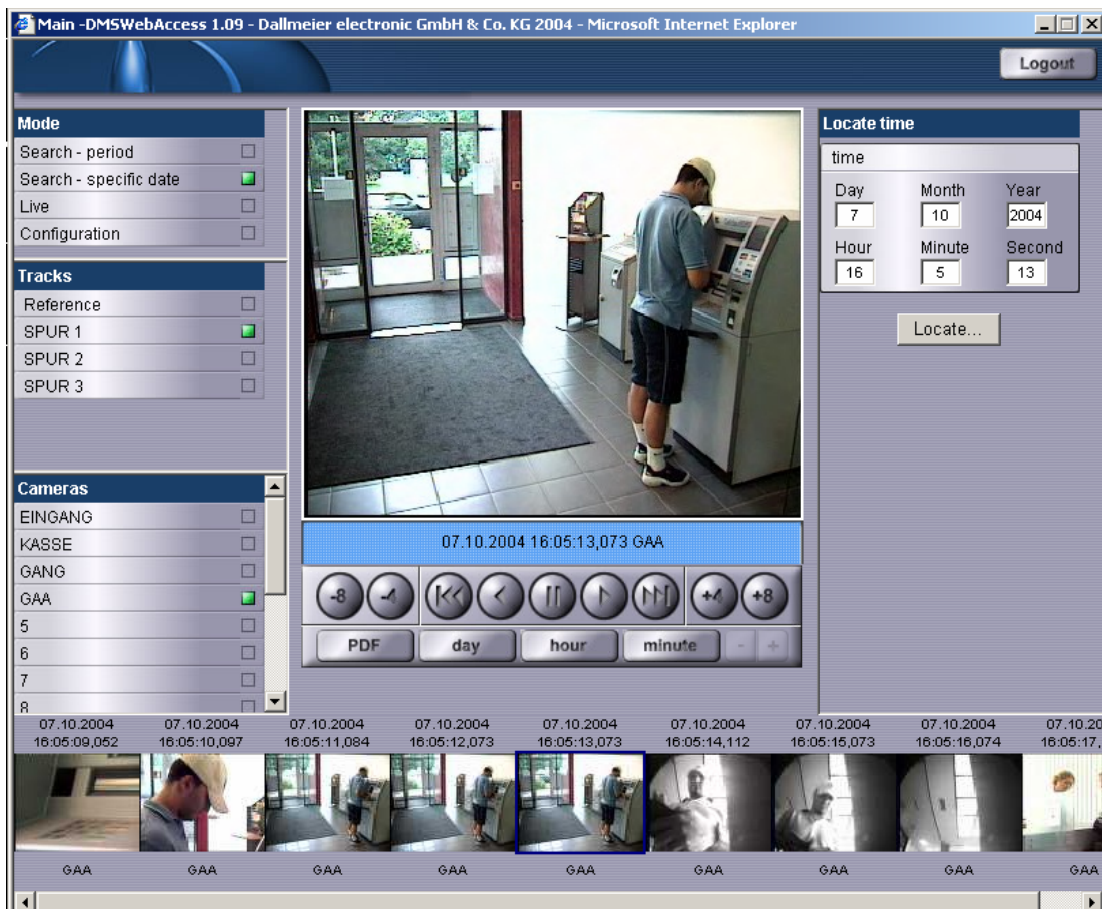 Main -DMSWebAccess 1.09 - Dallmeier electronic GmbH & Co. KG 2004 - Microsoft Internet Explorer
Logout
Mode
Search - period
Search - specific date
Live
Configuration
Tracks
Reference
SPUR 1
SPUR 2
SPUR 3
Cameras
EINGANG
KASSE
GANG
GAA
5
6
7
8
07.10.2004 16:05:13,073 GAA
-8 -4 +4 +8
PDF day hour minute - +
Locate time
time
Day Month Year
7 10 2004
Hour Minute Second
16 5 13
Locate...
07.10.2004 07.10.2004 07.10.2004 07.10.2004 07.10.2004 07.10.2004 07.10.2004 07.10.2004 07.10.20
16:05:09,052 16:05:10,097 16:05:11,084 16:05:12,073 16:05:13,073 16:05:14,112 16:05:15,073 16:05:16,074 16:05:17,
GAA GAA GAA GAA GAA GAA GAA GAA GAA